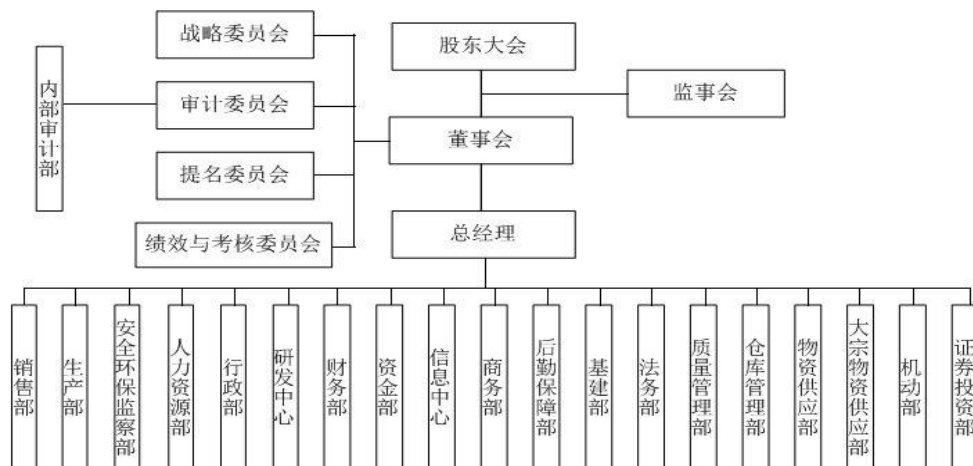 战略委员会
股东大会
内部审计部
审计委员会
监事会
董事会
提名委员会
总经理
绩效与考核委员会
销售部
生产部
安全环保监察部
人力资源部
行政部
研发中心
财务部
资金部
信息中心
商务部
后勤保障部
基建部
法务部
质量管理部
仓库管理部
物资供应部
大宗物资供应部
机动部
证券投资部